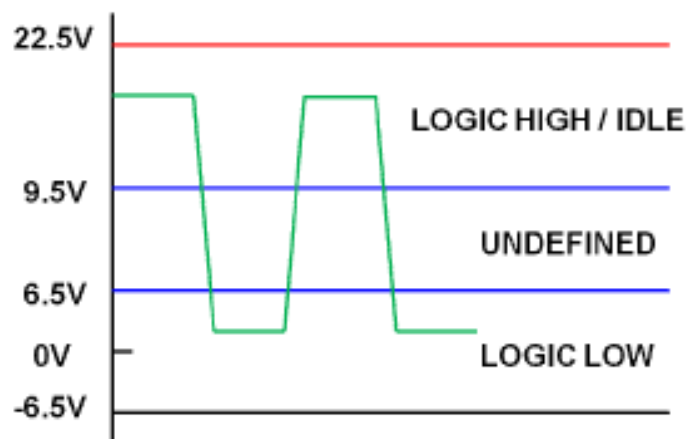 22.5V
LOGIC HIGH / IDLE
9.5V
UNDEFINED
6.5V
0V
LOGIC LOW
-6.5V